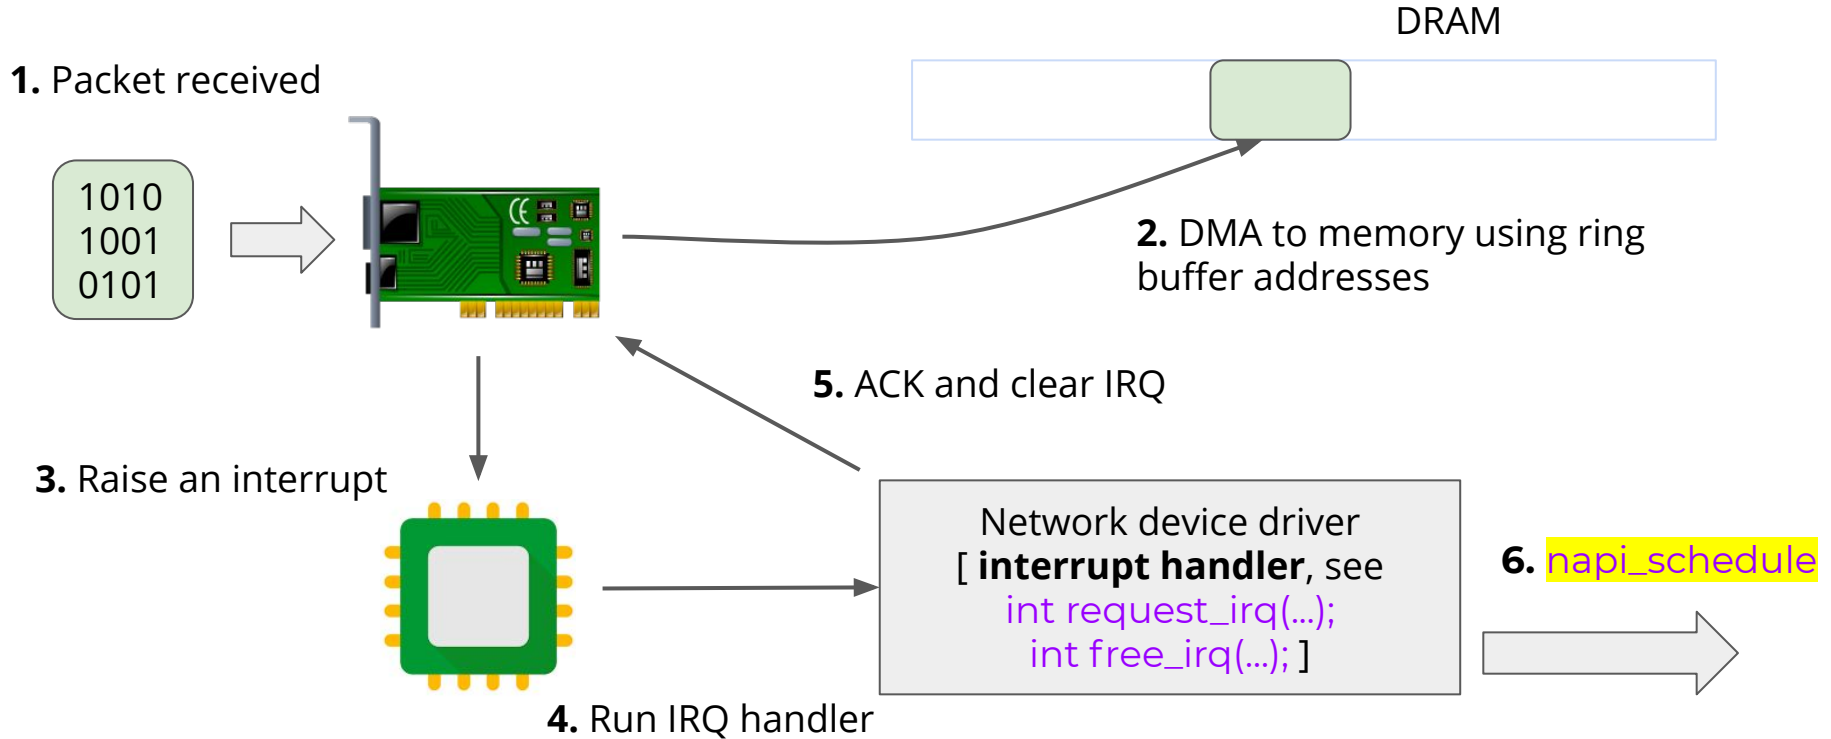 DRAM
1. Packet received
1010
1001
0101
CE
2. DMA to memory using ring
buffer addresses
5. ACK and clear IRQ
3. Raise an interrupt
Network device driver
[ interrupt handler, see
int request_irq(...);
int free_irq(...); ]
6. napi_schedule
4. Run IRQ handler